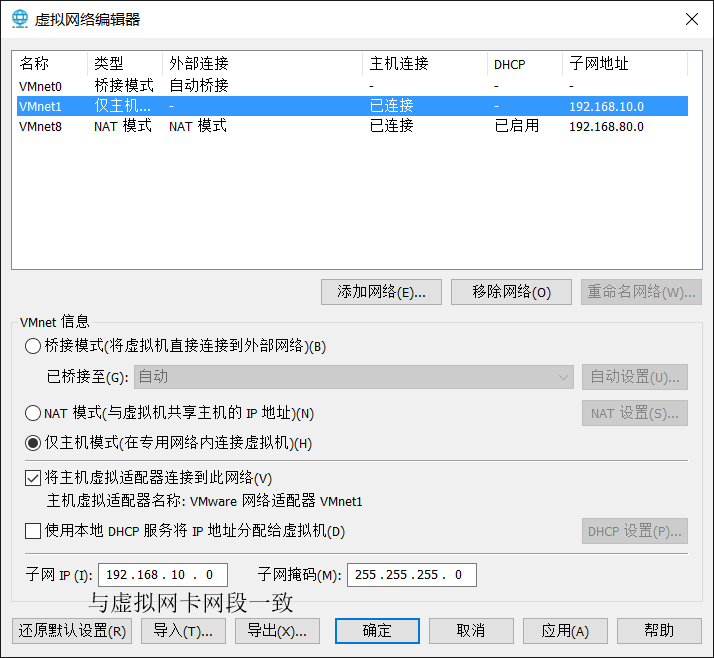 虚拟网络编辑器
名称 类型 外部连接 主机连接 DHCP 子网地址
VMnet0 桥接模式 自动桥接 - - -
VMnet1 仅主机... - 已连接 - 192.168.10.0
VMnet8 NAT 模式 NAT 模式 已连接 已启用 192.168.80.0
添加网络(E)... 移除网络(O) 重命名网络(W)...
VMnet 信息
桥接模式(将虚拟机直接连接到外部网络)(B)
已桥接至(G): 自动 自动设置(U)...
NAT 模式(与虚拟机共享主机的 IP 地址)(N) NAT 设置(S)...
仅主机模式(在专用网络内连接虚拟机)(H)
将主机虚拟适配器连接到此网络(V)
主机虚拟适配器名称: VMware 网络适配器 VMnet1
使用本地 DHCP 服务将 IP 地址分配给虚拟机(D) DHCP 设置(P)...
子网 IP (I): 192.168.10.0 子网掩码(M): 255.255.255.0
与虚拟网卡网段一致
还原默认设置(R) 导入(T)... 导出(X)... 确定 取消 应用(A) 帮助